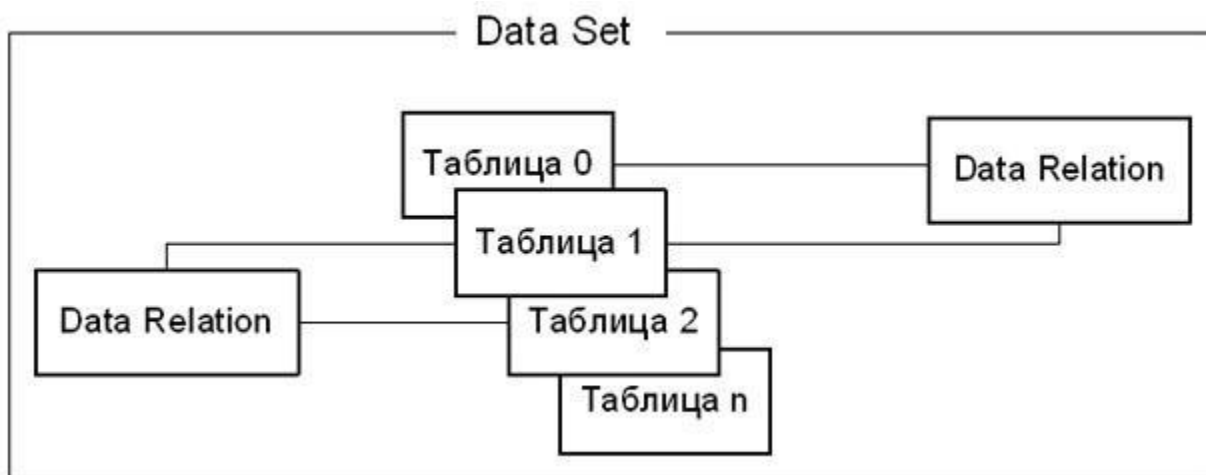 Data Set
Таблица 0
Data Relation
Таблица 1
Data Relation
Таблица 2
Таблица n